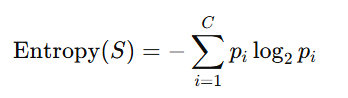 Entropy(S) = − ∑_{i=1}^{C} p_i log_2 p_i